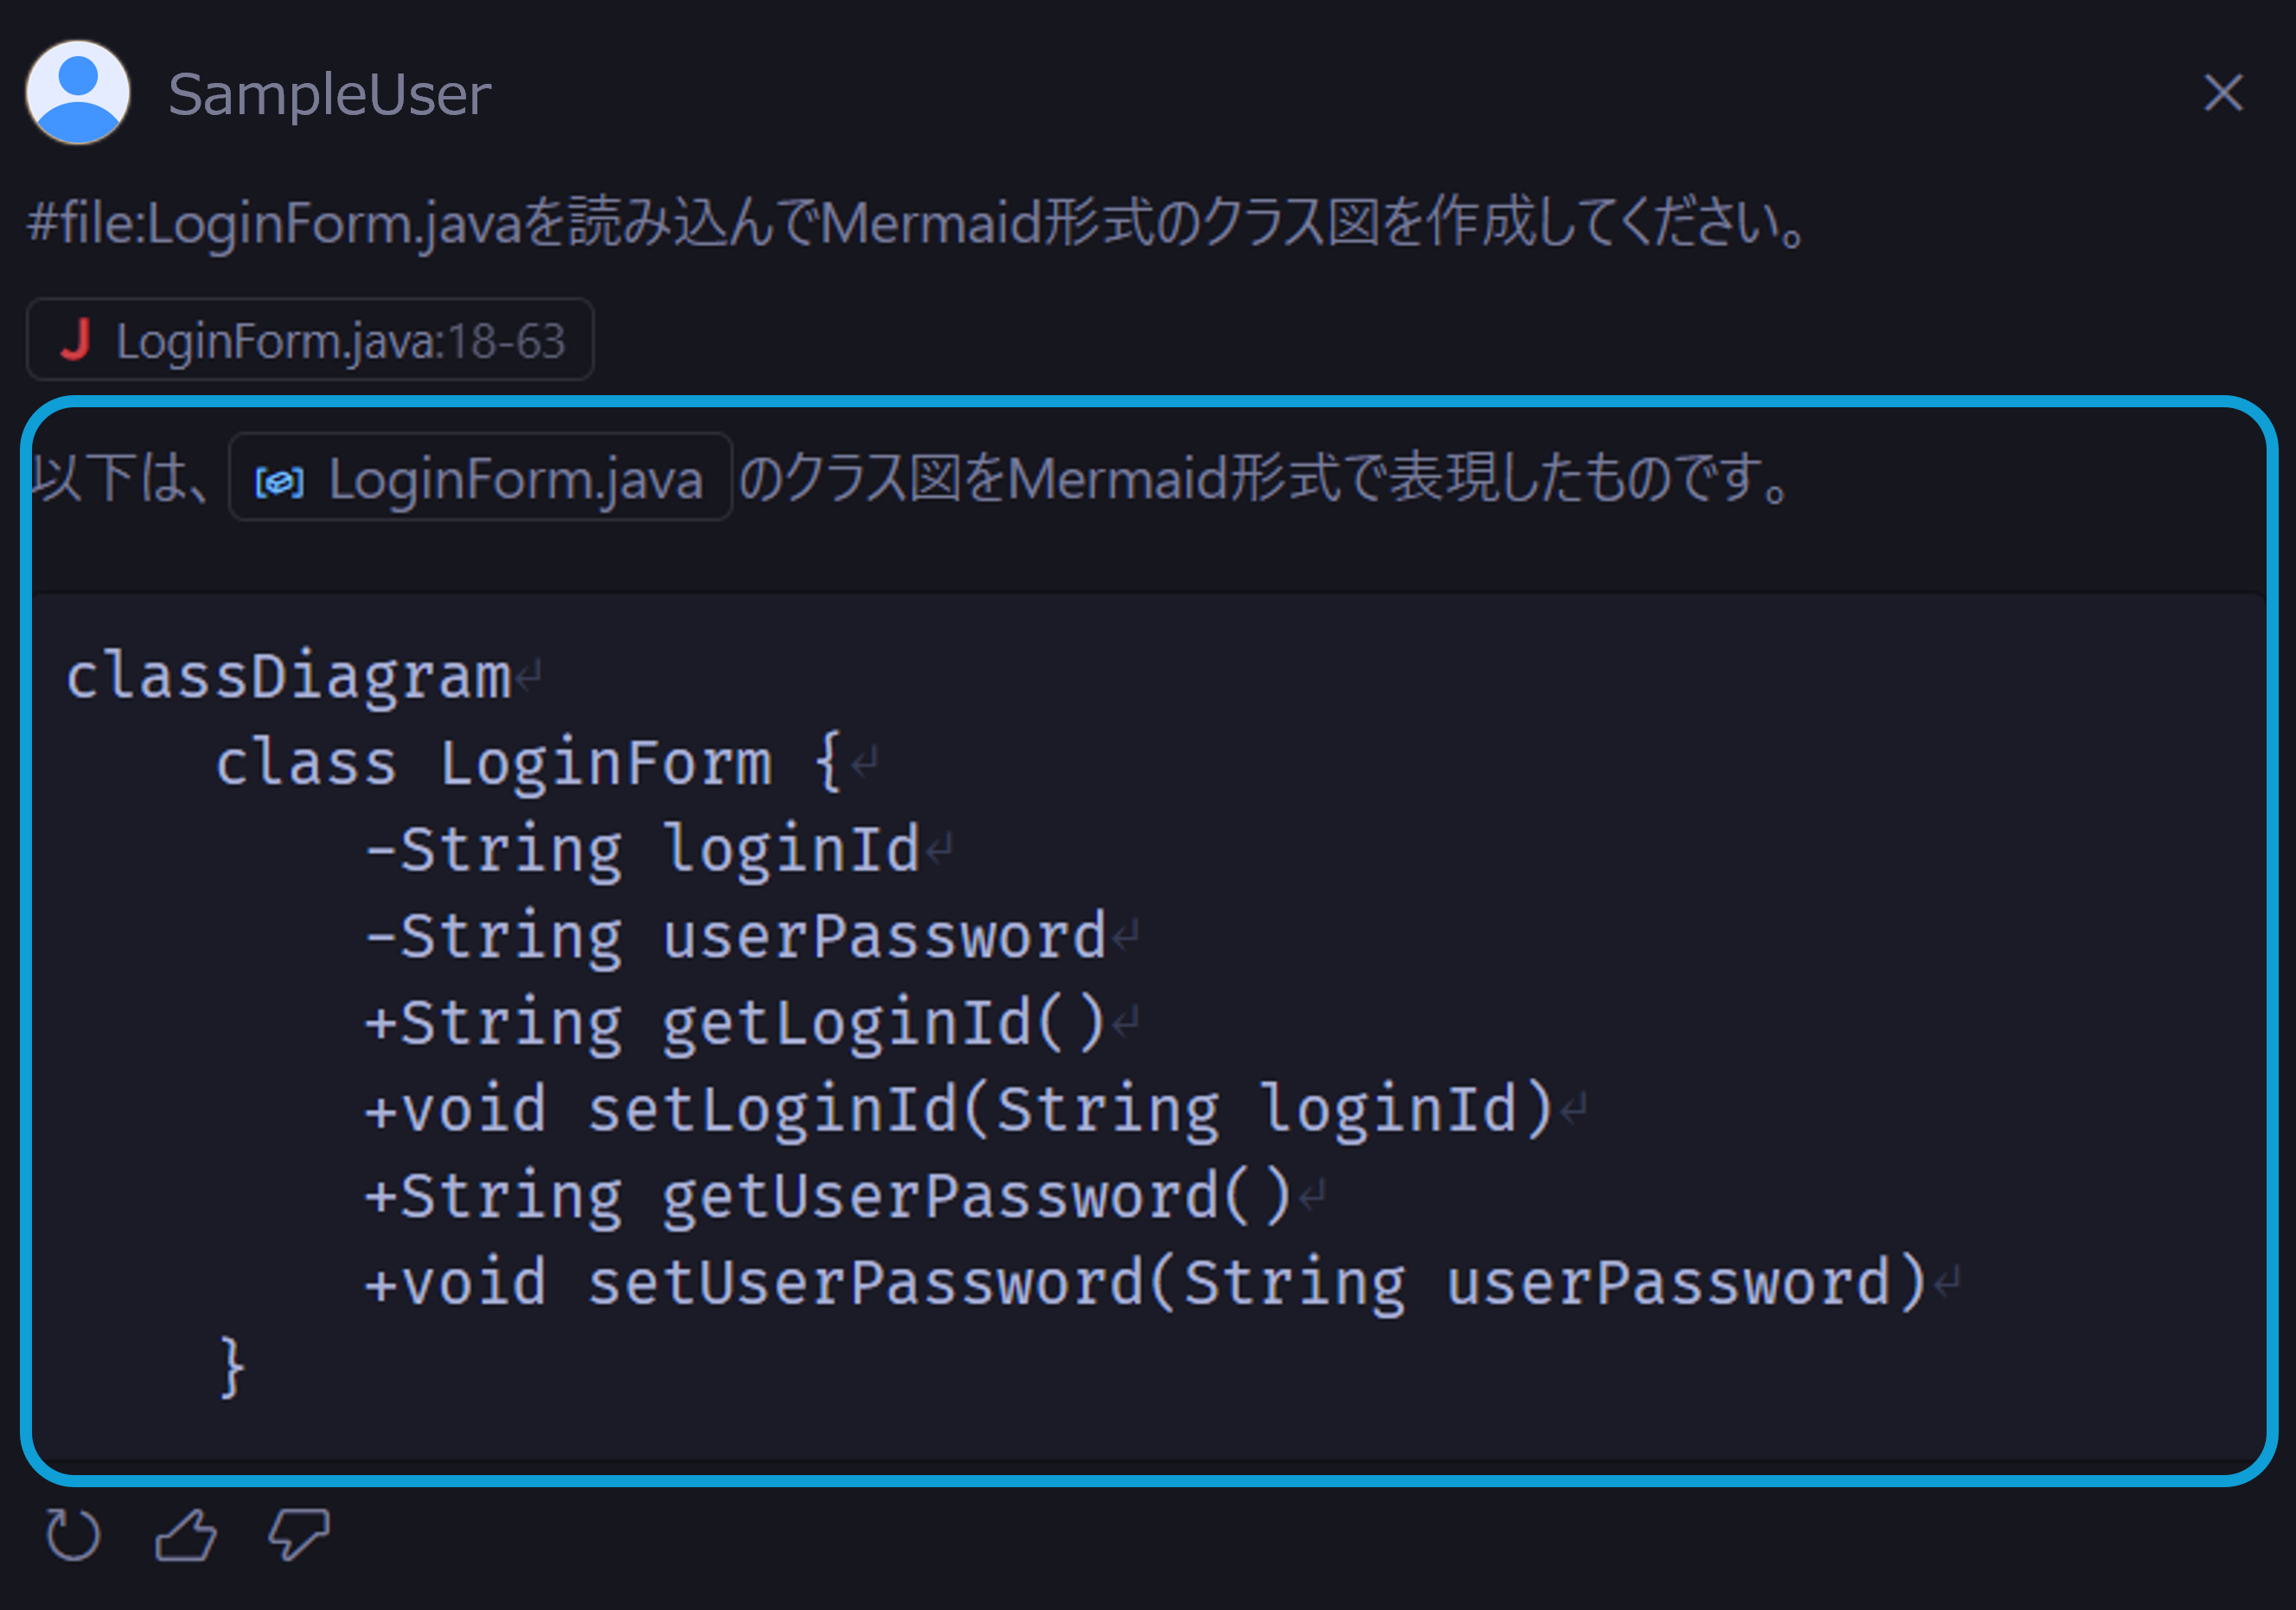 SampleUser
#file:LoginForm.javaを読み込んでMermaid形式のクラス図を作成してください。
LoginForm.java:18-63
以下は、 LoginForm.java のクラス図をMermaid形式で表現したものです。
classDiagram↵
    class LoginForm {↵
        -String loginId↵
        -String userPassword↵
        +String getLoginId()↵
        +void setLoginId(String loginId)↵
        +String getUserPassword()↵
        +void setUserPassword(String userPassword)↵
    }